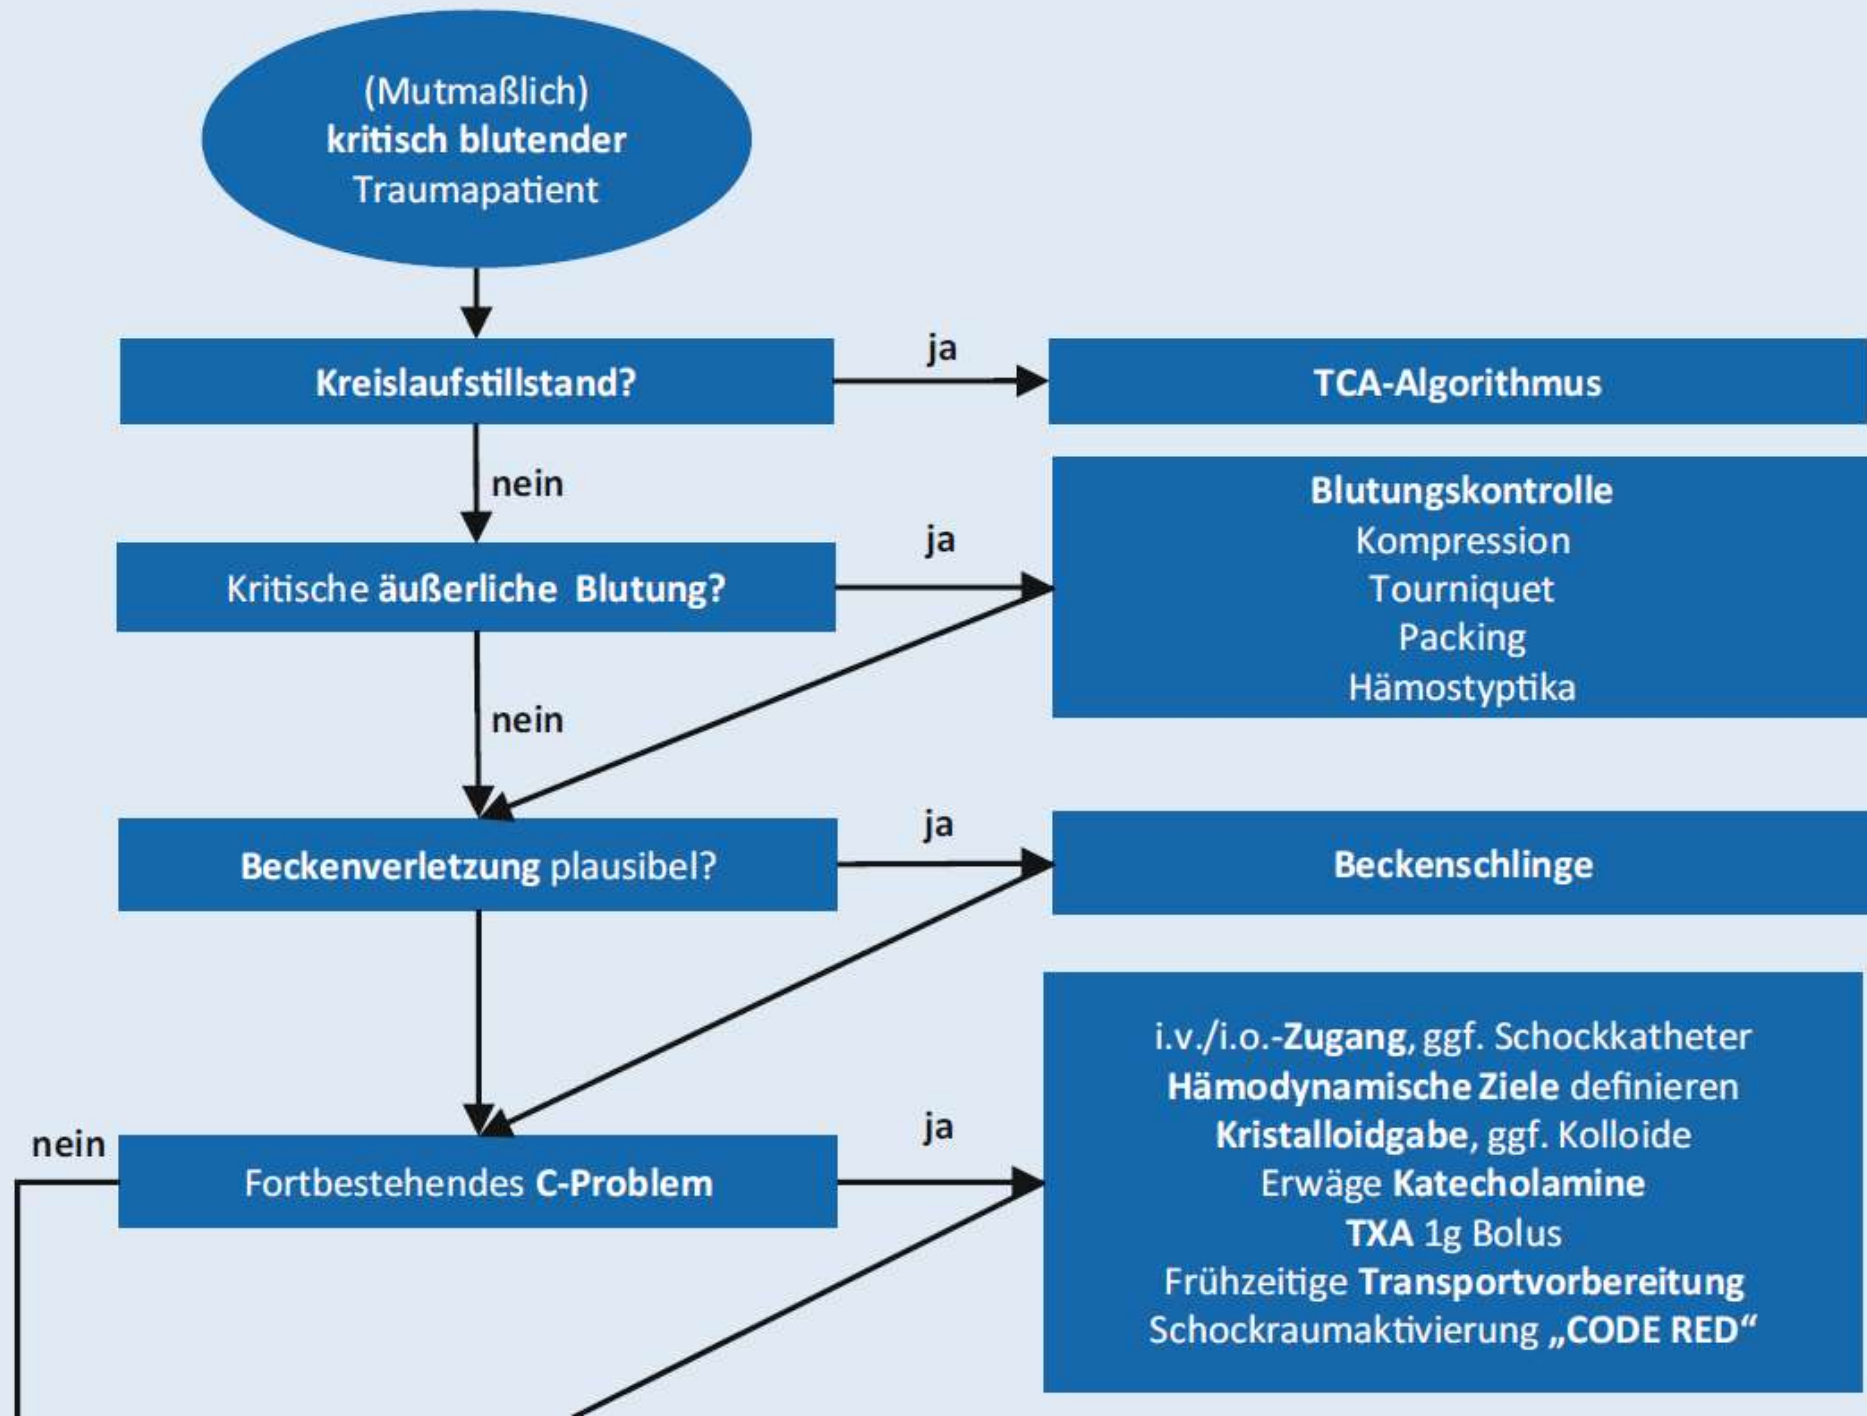 (Mutmaßlich)
kritisch blutender
Traumapatient
Kreislaufstillstand?
ja
TCA-Algorithmus
nein
Kritische äußerliche Blutung?
ja
Blutungskontrolle
Kompression
Tourniquet
Packing
Hämostyptika
nein
Beckenverletzung plausibel?
ja
Beckenschlinge
nein
Fortbestehendes C-Problem
ja
i.v./i.o.-Zugang, ggf. Schockkatheter
Hämodynamische Ziele definieren
Kristalloidgabe, ggf. Kolloide
Erwäge Katecholamine
TXA 1g Bolus
Frühzeitige Transportvorbereitung
Schockraumaktivierung „CODE RED“